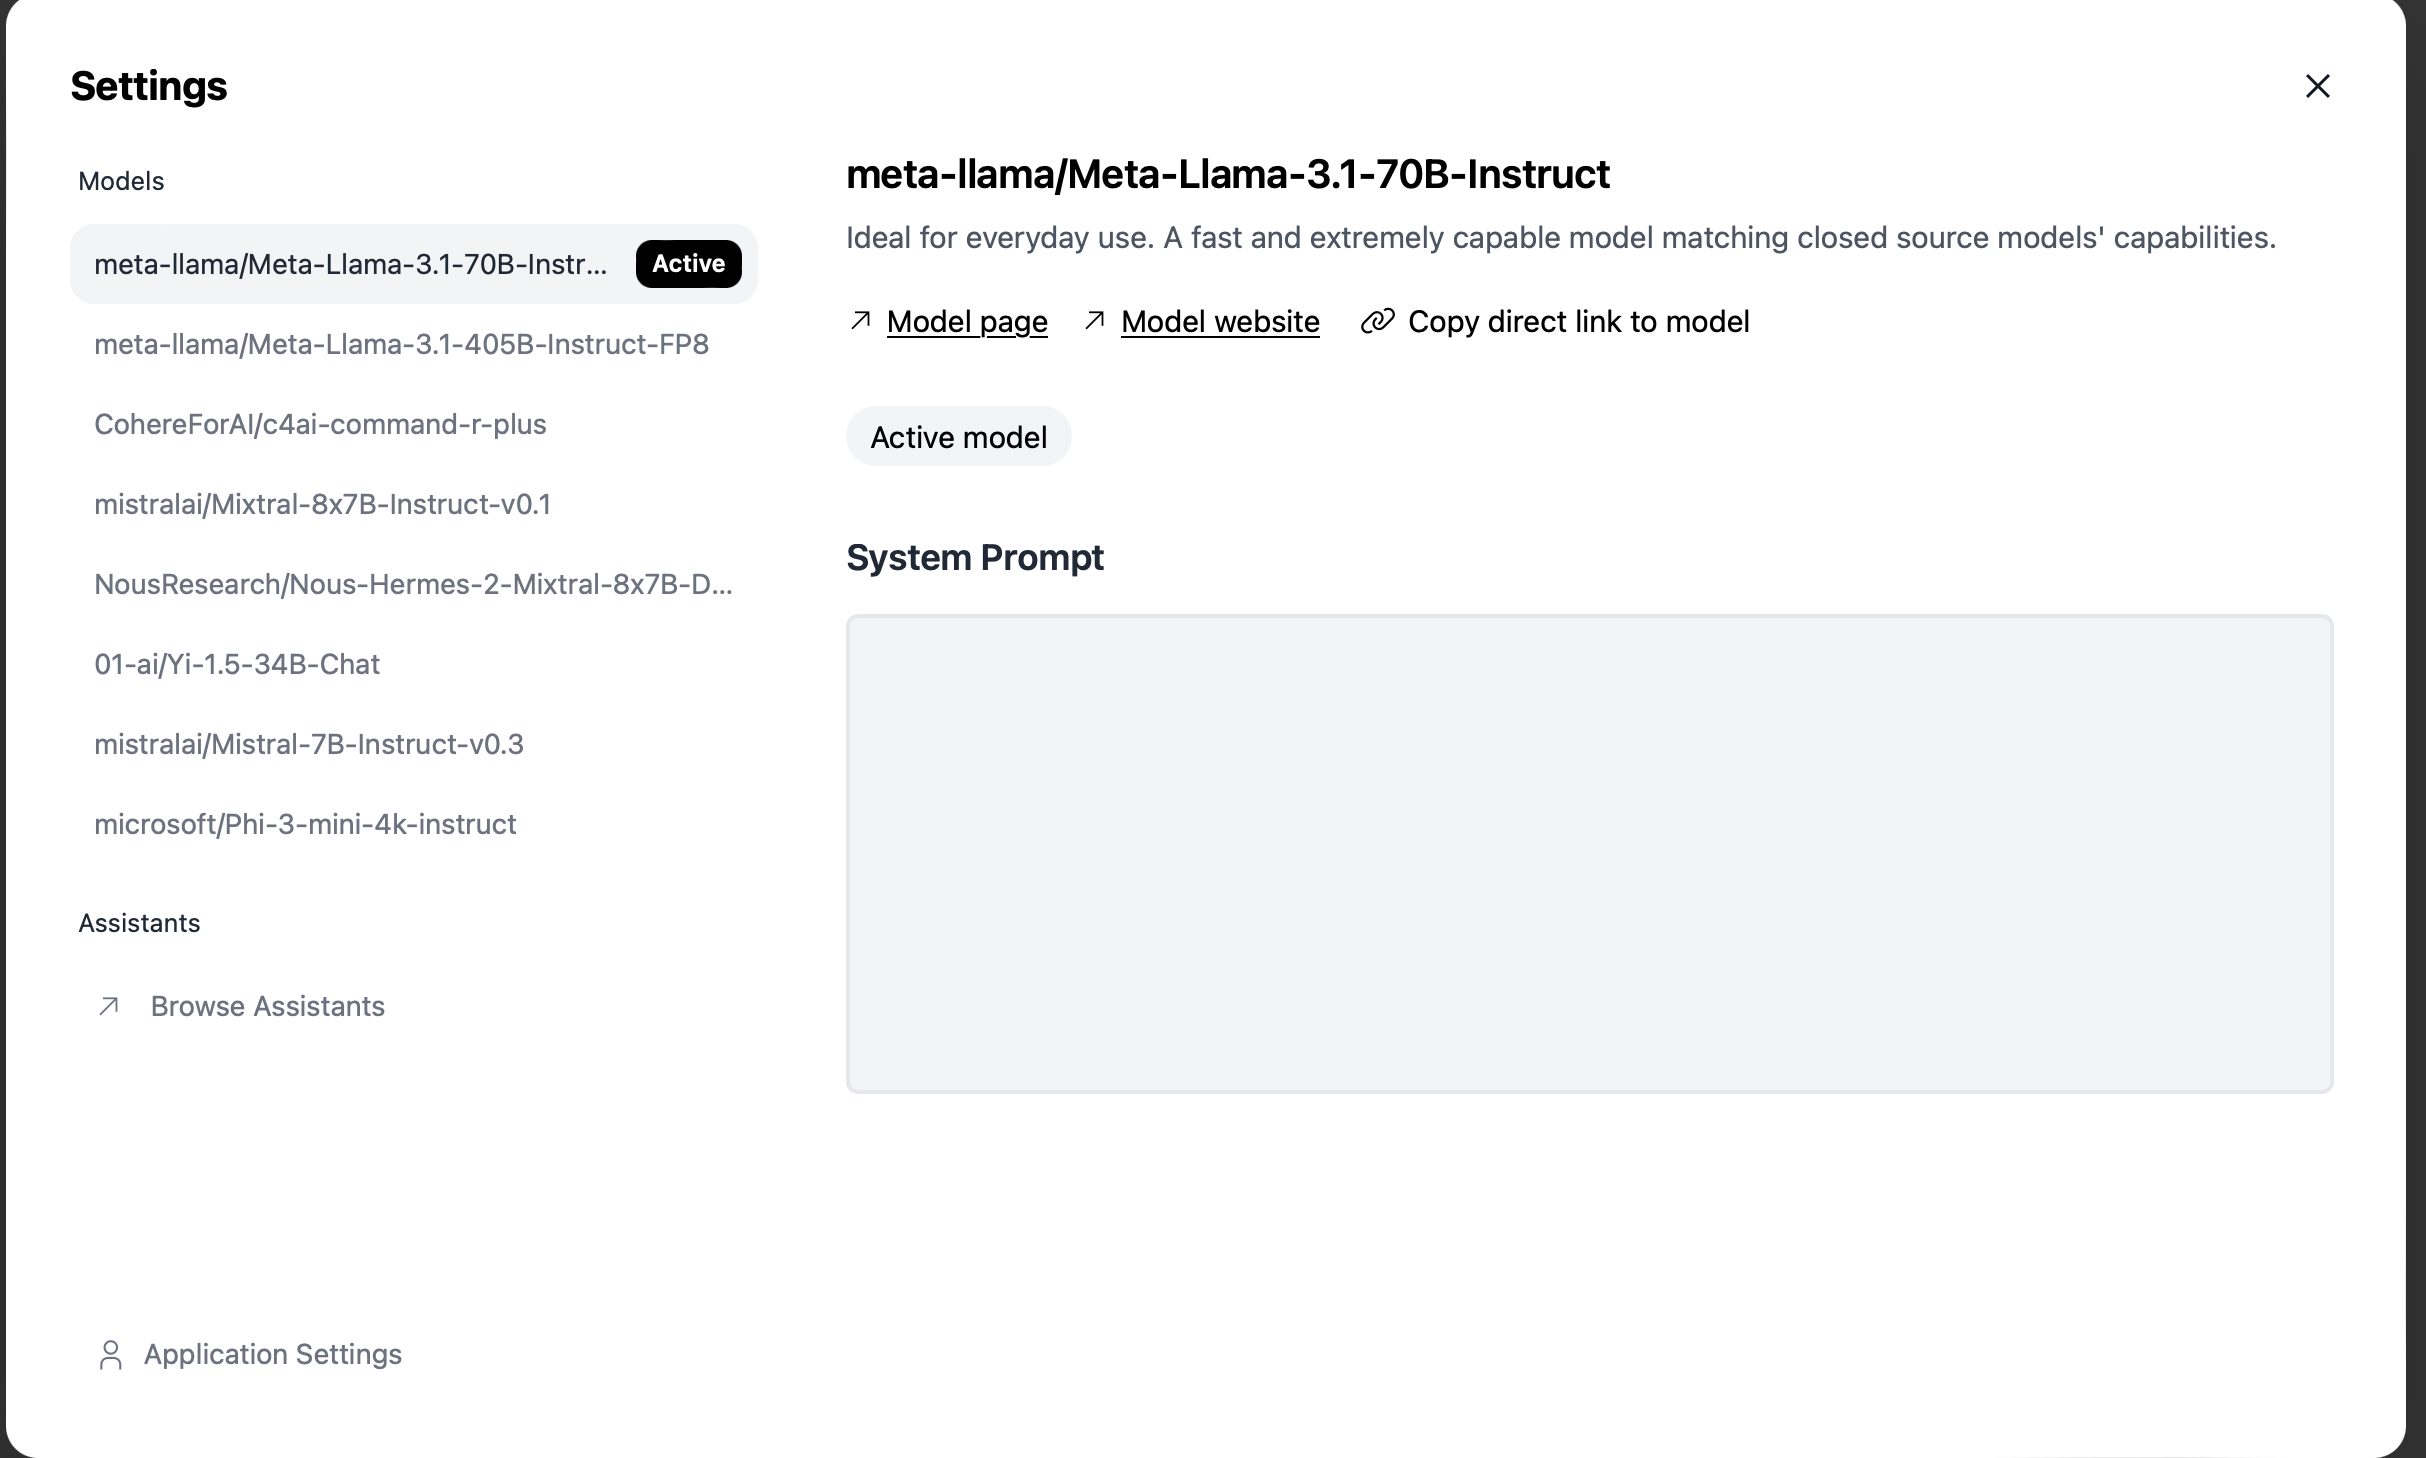 Settings
Models
meta-llama/Meta-Llama-3.1-70B-Instr...
Active
meta-llama/Meta-Llama-3.1-405B-Instruct-FP8
CohereForAI/c4ai-command-r-plus
mistralai/Mixtral-8x7B-Instruct-v0.1
NousResearch/Nous-Hermes-2-Mixtral-8x7B-D...
01-ai/Yi-1.5-34B-Chat
mistralai/Mistral-7B-Instruct-v0.3
microsoft/Phi-3-mini-4k-instruct
Assistants
Browse Assistants
Application Settings
meta-llama/Meta-Llama-3.1-70B-Instruct
Ideal for everyday use. A fast and extremely capable model matching closed source models' capabilities.
Model page Model website Copy direct link to model
Active model
System Prompt